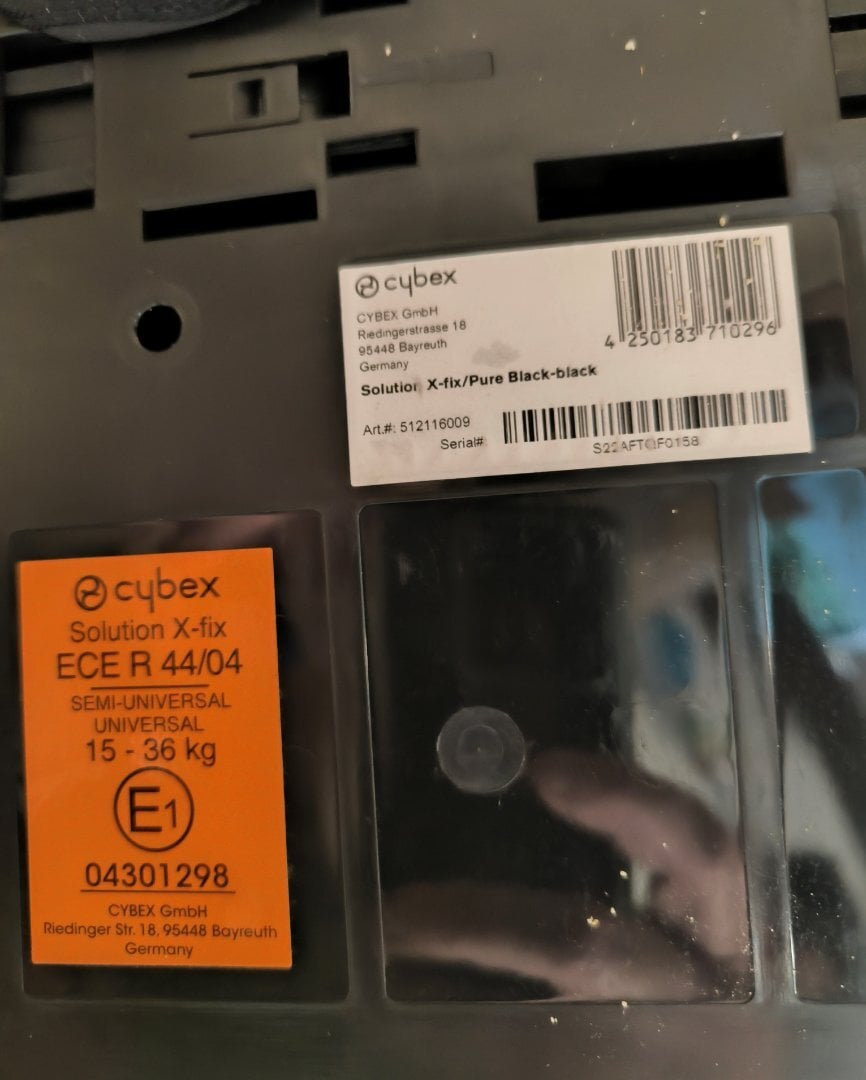 cybex
CYBEX GmbH
Riedingerstrasse 18
95448 Bayreuth
Germany
4 250183 710296
Solution X-fix/Pure Black-black
Art.#: 512116009
Serial#
cybex
Solution X-fix
ECE R 44/04
SEMI-UNIVERSAL
UNIVERSAL
15 - 36 kg
E1
04301298
CYBEX GmbH
Riedinger Str. 18, 95448 Bayreuth
Germany